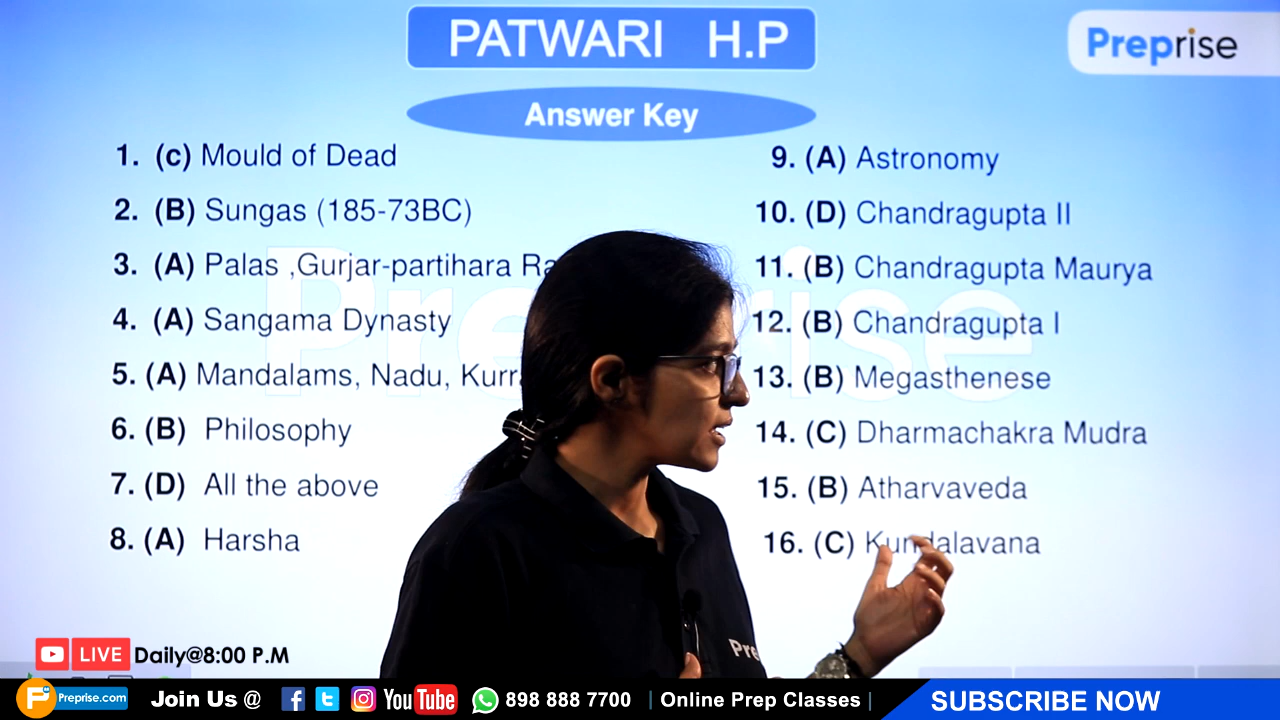 PATWARI H.P
Preprise
Answer Key
1. (c) Mould of Dead
2. (B) Sungas (185-73BC)
3. (A) Palas ,Gurjar-partihara
4. (A) Sangama Dynasty
5. (A) Mandalams, Nadu,
6. (B) Philosophy
7. (D) All the above
8. (A) Harsha
9. (A) Astronomy
10. (D) Chandragupta II
11. (B) Chandragupta Maurya
12. (B) Chandragupta I
13. (B) Megasthenese
14. (C) Dharmachakra Mudra
15. (B) Atharvaveda
16. (C) Kundalavana
LIVE Daily@8:00 P.M
Preprise.com Join Us @ YouTube 898 888 7700 | Online Prep Classes | SUBSCRIBE NOW